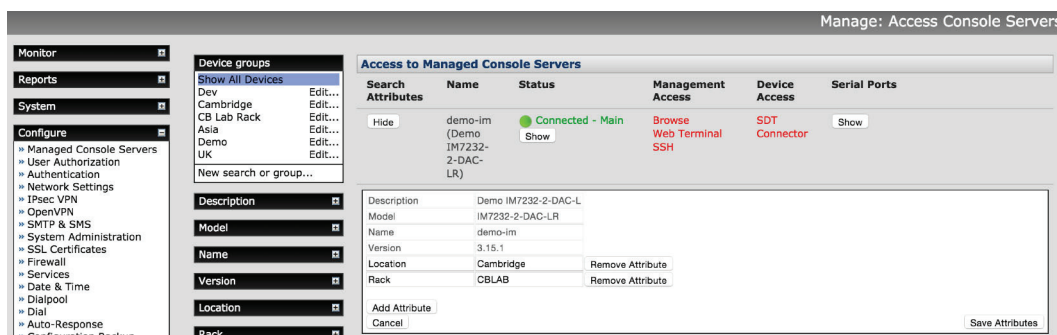 Manage: Access Console Servers
Monitor
Reports
System
Configure
» Managed Console Servers
» User Authorization
» Authentication
» Network Settings
» IPsec VPN
» OpenVPN
» SMTP & SMS
» System Administration
» SSL Certificates
» Firewall
» Services
» Date & Time
» Dialpool
» Dial
» Auto-Response
» Configuration Backup
Device groups
Show All Devices
Dev Edit...
Cambridge Edit...
CB Lab Rack Edit...
Asia Edit...
Demo Edit...
UK Edit...
New search or group...
Description
Model
Name
Version
Location
Rack
Access to Managed Console Servers
Search Attributes
Name
Status
Management Access
Device Access
Serial Ports
Hide
demo-im
(Demo
IM7232-
2-DAC-
LR)
Connected - Main
Show
Browse
Web Terminal
SSH
SDT
Connector
Show
Description Demo IM7232-2-DAC-L
Model IM7232-2-DAC-LR
Name demo-im
Version 3.15.1
Location Cambridge Remove Attribute
Rack CBLAB Remove Attribute
Add Attribute
Cancel Save Attributes